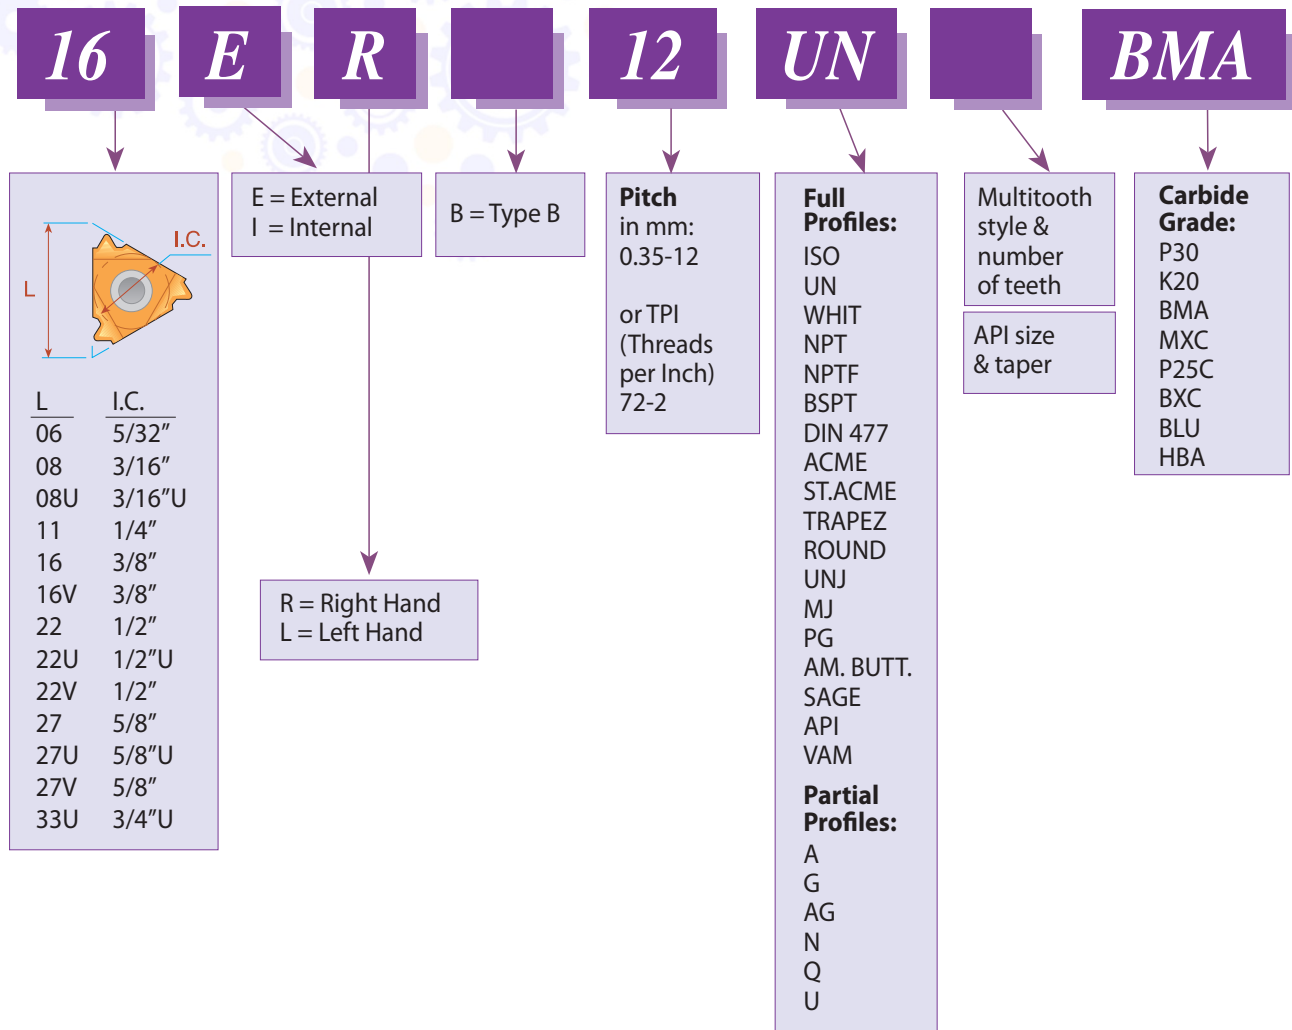 16 E R 12 UN BMA
I.C.
L
L I.C.
06 5/32”
08 3/16”
08U 3/16”U
11 1/4”
16 3/8”
16V 3/8”
22 1/2”
22U 1/2”U
22V 1/2”
27 5/8”
27U 5/8”U
27V 5/8”
33U 3/4”U
E = External
I = Internal
R = Right Hand
L = Left Hand
B = Type B
Pitch
in mm:
0.35-12
or TPI
(Threads
per Inch)
72-2
Full
Profiles:
ISO
UN
WHIT
NPT
NPTF
BSPT
DIN 477
ACME
ST.ACME
TRAPEZ
ROUND
UNJ
MJ
PG
AM. BUTT.
SAGE
API
VAM
Partial
Profiles:
A
G
AG
N
Q
U
Multitooth
style &
number
of teeth
API size
& taper
Carbide
Grade:
P30
K20
BMA
MXC
P25C
BXC
BLU
HBA